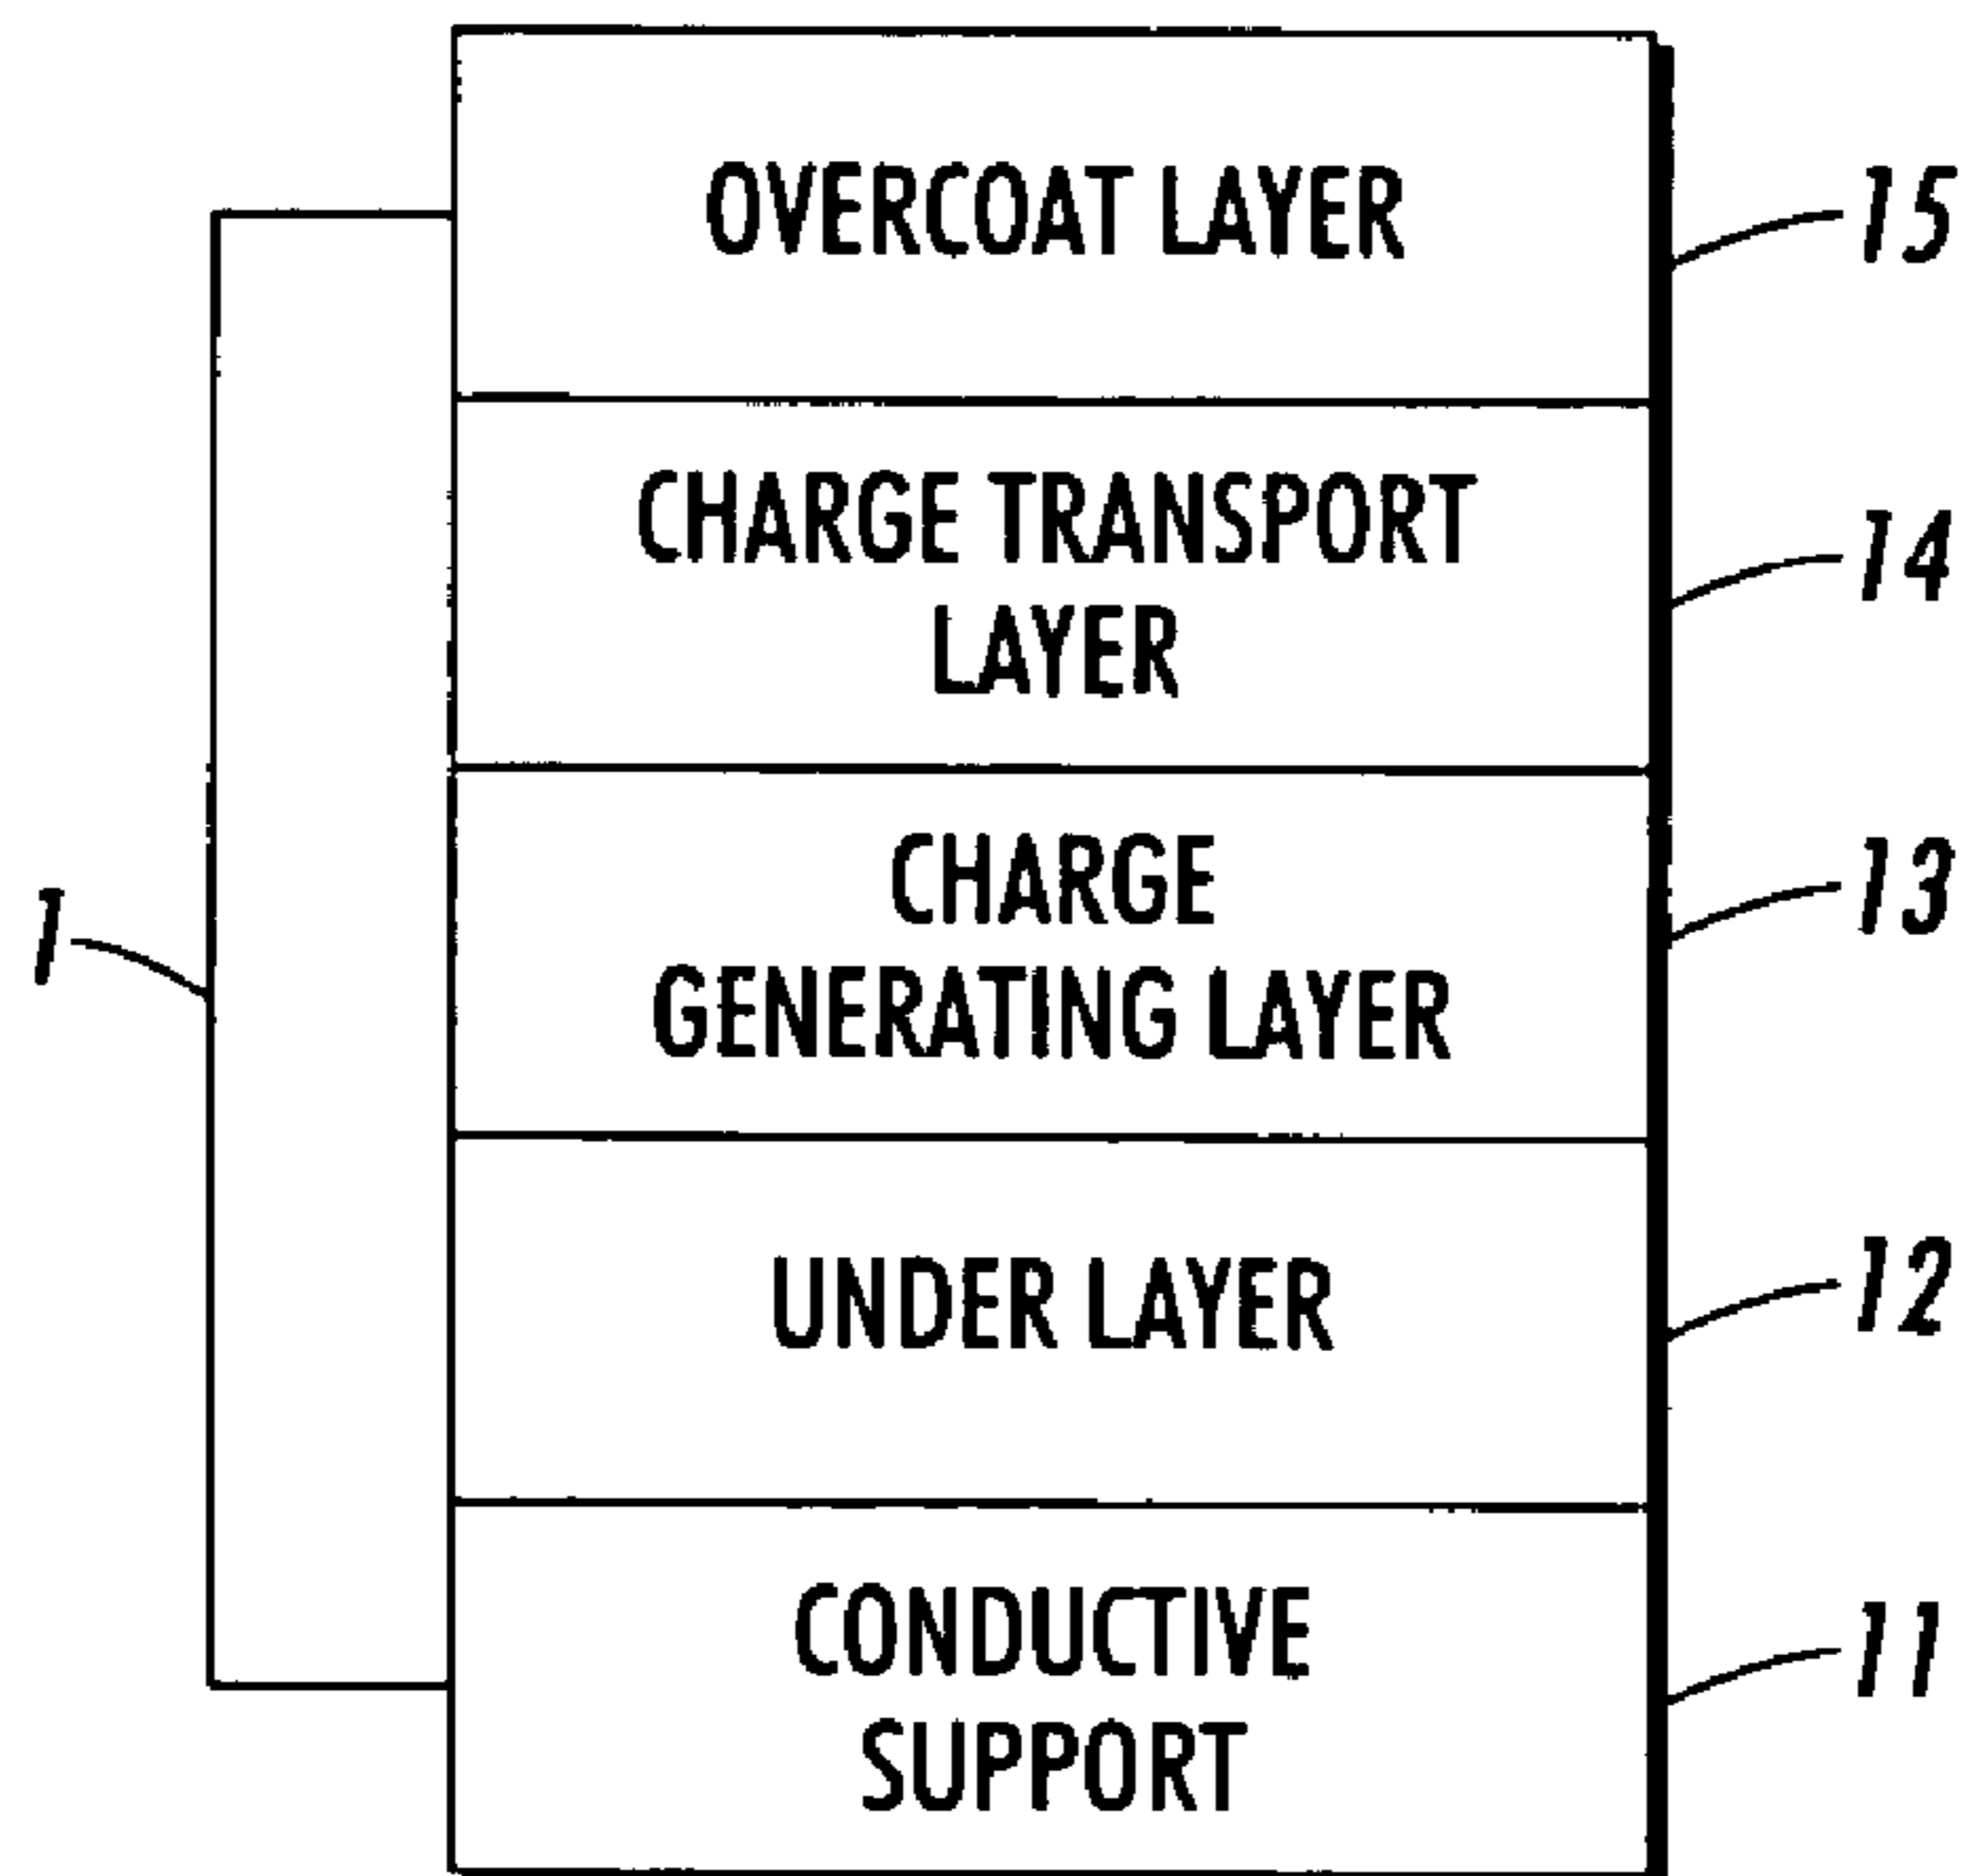 OVERCOAT LAYER
15
CHARGE TRANSPORT
LAYER
14
CHARGE
GENERATING LAYER
13
1
UNDER LAYER
12
CONDUCTIVE
SUPPORT
11